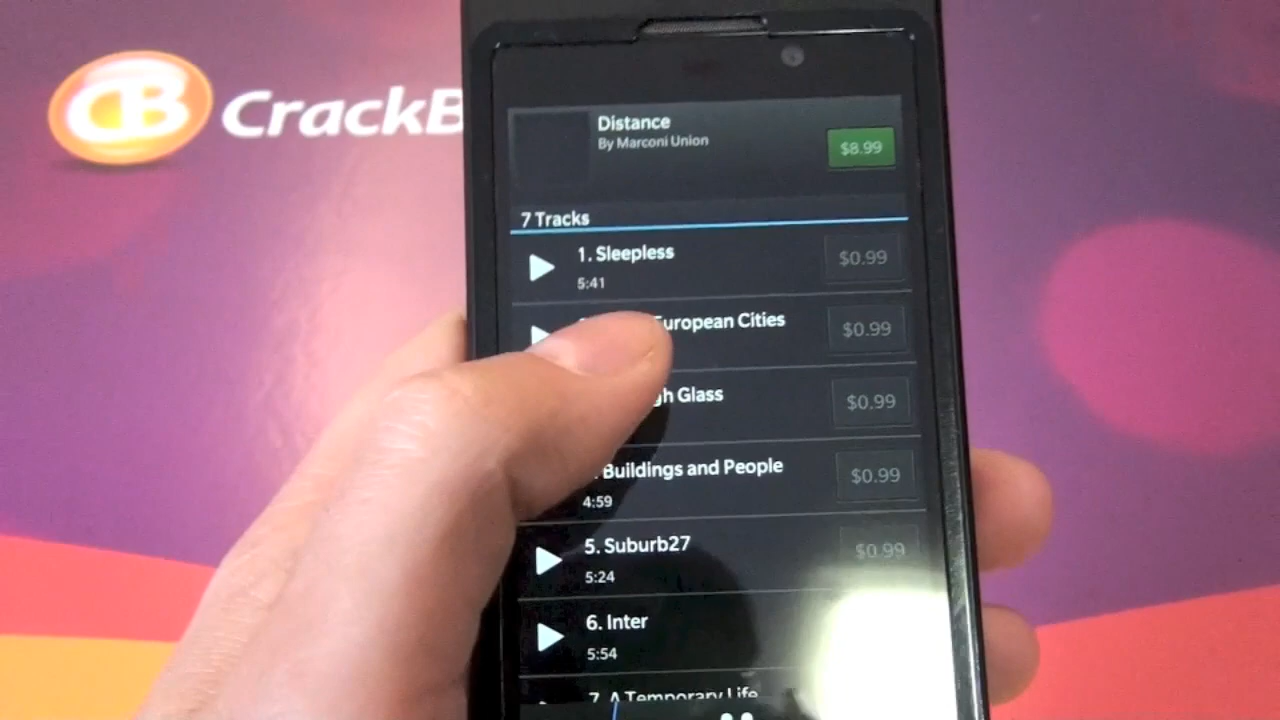 CB CrackB
Distance
By Marconi Union
$8.99
7 Tracks
1. Sleepless
$0.99
5:41
European Cities
$0.99
gh Glass
$0.99
Buildings and People
$0.99
4:59
5. Suburb27
$0.99
5:24
6. Inter
5:54
7. A Temporary Life